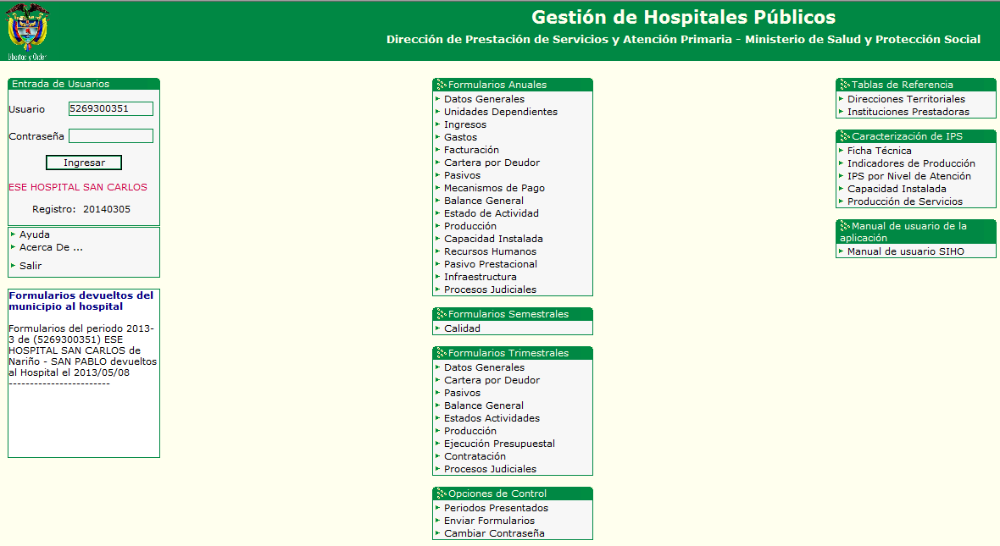 Libertad y Orden
Gestión de Hospitales Públicos
Dirección de Prestación de Servicios y Atención Primaria - Ministerio de Salud y Protección Social
Entrada de Usuarios
Usuario 5269300351
Contraseña
Ingresar
ESE HOSPITAL SAN CARLOS
Registro: 20140305
Ayuda
Acerca De ...
Salir
Formularios devueltos del
municipio al hospital
Formularios del periodo 2013-
3 de (5269300351) ESE
HOSPITAL SAN CARLOS de
Nariño - SAN PABLO devueltos
al Hospital el 2013/05/08
------------------------
Formularios Anuales
Datos Generales
Unidades Dependientes
Ingresos
Gastos
Facturación
Cartera por Deudor
Pasivos
Mecanismos de Pago
Balance General
Estado de Actividad
Producción
Capacidad Instalada
Recursos Humanos
Pasivo Prestacional
Infraestructura
Procesos Judiciales
Formularios Semestrales
Calidad
Formularios Trimestrales
Datos Generales
Cartera por Deudor
Pasivos
Balance General
Estados Actividades
Producción
Ejecución Presupuestal
Contratación
Procesos Judiciales
Opciones de Control
Periodos Presentados
Enviar Formularios
Cambiar Contraseña
Tablas de Referencia
Direcciones Territoriales
Instituciones Prestadoras
Caracterización de IPS
Ficha Técnica
Indicadores de Producción
IPS por Nivel de Atención
Capacidad Instalada
Producción de Servicios
Manual de usuario de la
aplicación
Manual de usuario SIHO